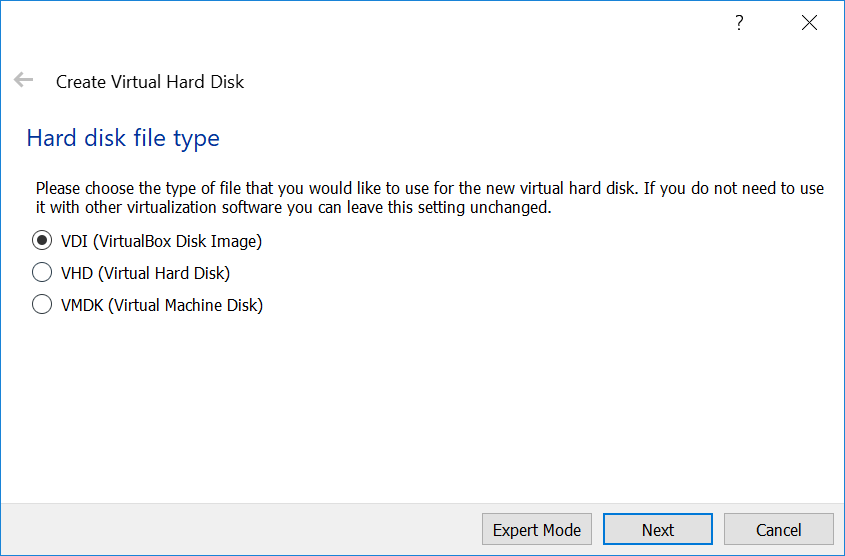 ?
Create Virtual Hard Disk
Hard disk file type
Please choose the type of file that you would like to use for the new virtual hard disk. If you do not need to use
it with other virtualization software you can leave this setting unchanged.
VDI (VirtualBox Disk Image)
VHD (Virtual Hard Disk)
VMDK (Virtual Machine Disk)
Expert Mode
Next
Cancel